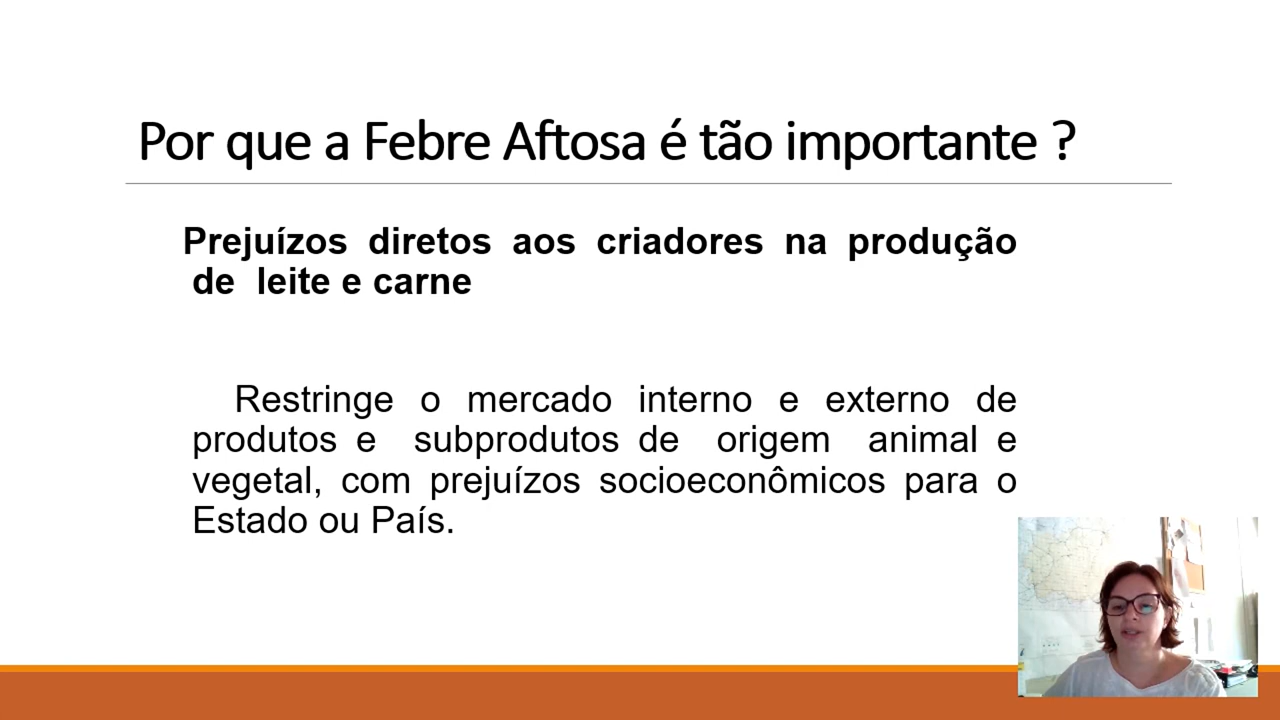 Por que a Febre Aftosa é tão importante ?
Prejuízos diretos aos criadores na produção
de leite e carne
Restringe o mercado interno e externo de
produtos e subprodutos de origem animal e
vegetal, com prejuízos socioeconômicos para o
Estado ou País.